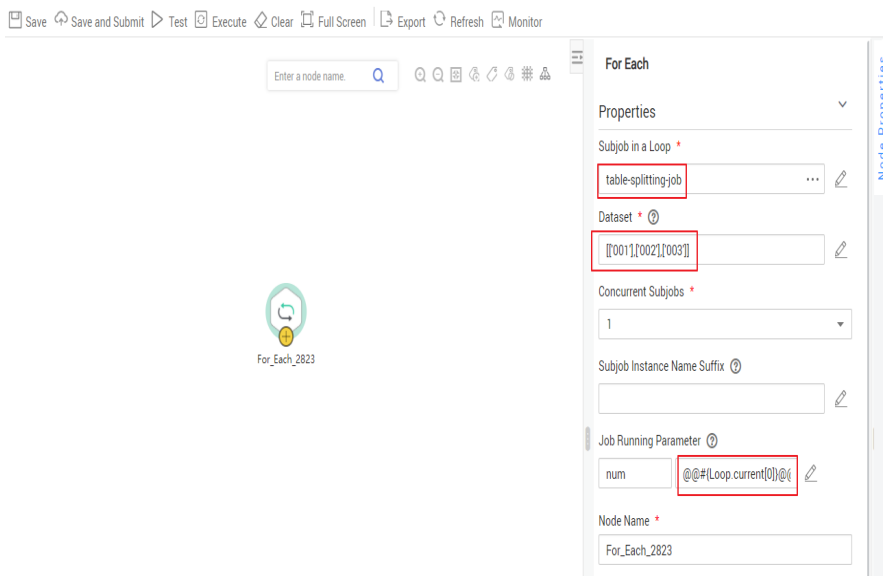 Save Save and Submit Test Execute Clear Full Screen Export Refresh Monitor
Enter a node name.
For_Each_2823
For Each
Properties
Subjob in a Loop *
table-splitting-job ...
Dataset *
[['001'],['002'],['003']]
Concurrent Subjobs *
1
Subjob Instance Name Suffix
Job Running Parameter
num @@#{Loop.current[0]}@@
Node Name *
For_Each_2823
Node Properties